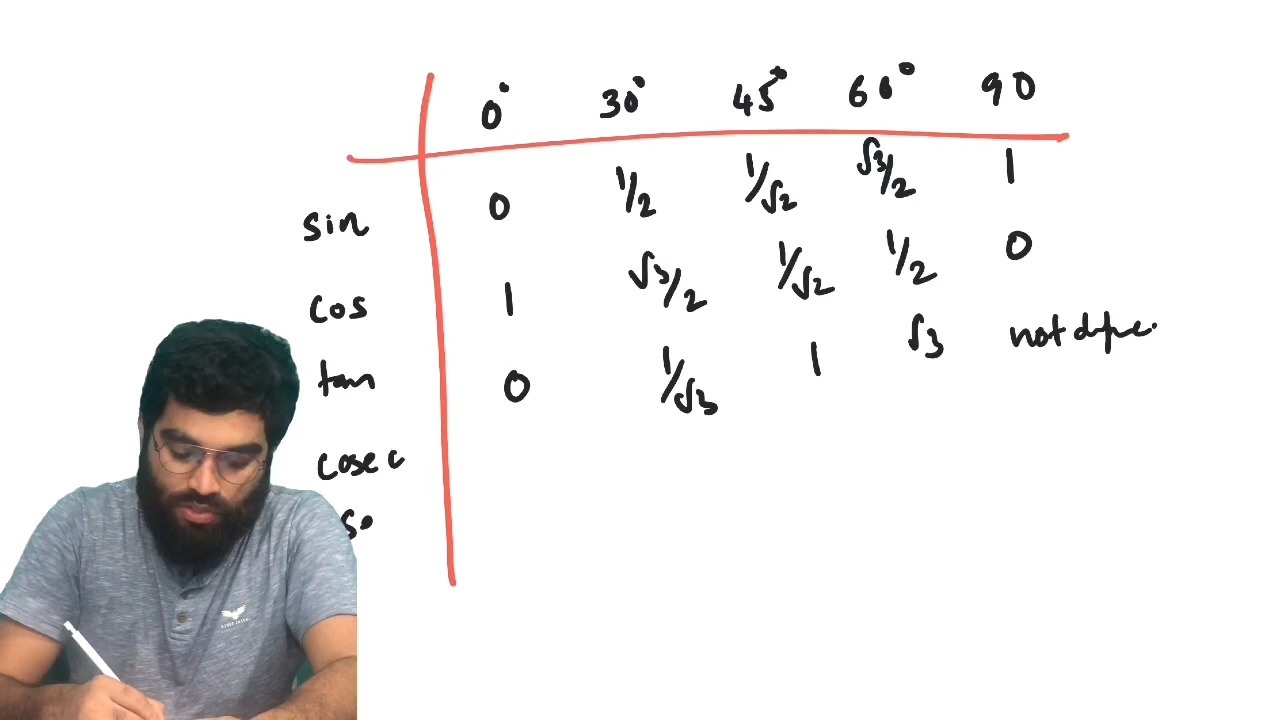 0° 30° 45° 60° 90
sin 0 1/2 1/√2 √3/2 1
cos 1 √3/2 1/√2 1/2 0
tan 0 1/√3 1 √3 not
cosec
se